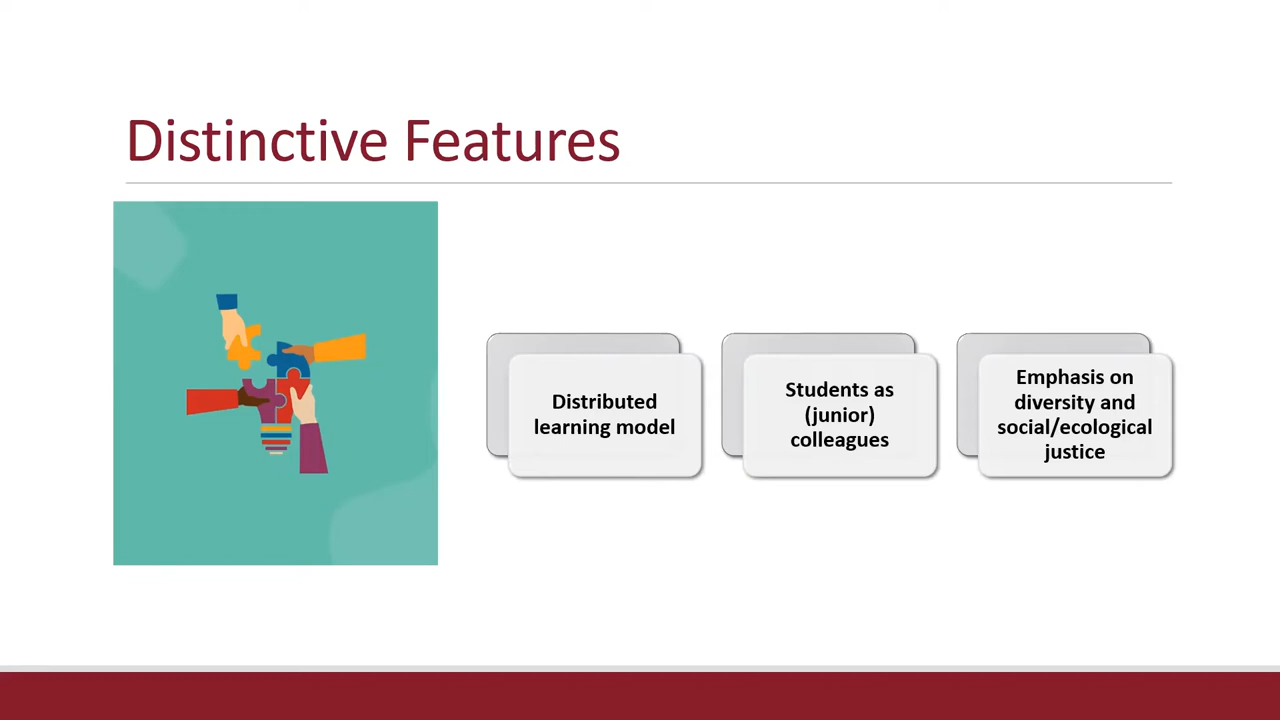 Distinctive Features
Distributed
learning model
Students as
(junior)
colleagues
Emphasis on
diversity and
social/ecological
justice